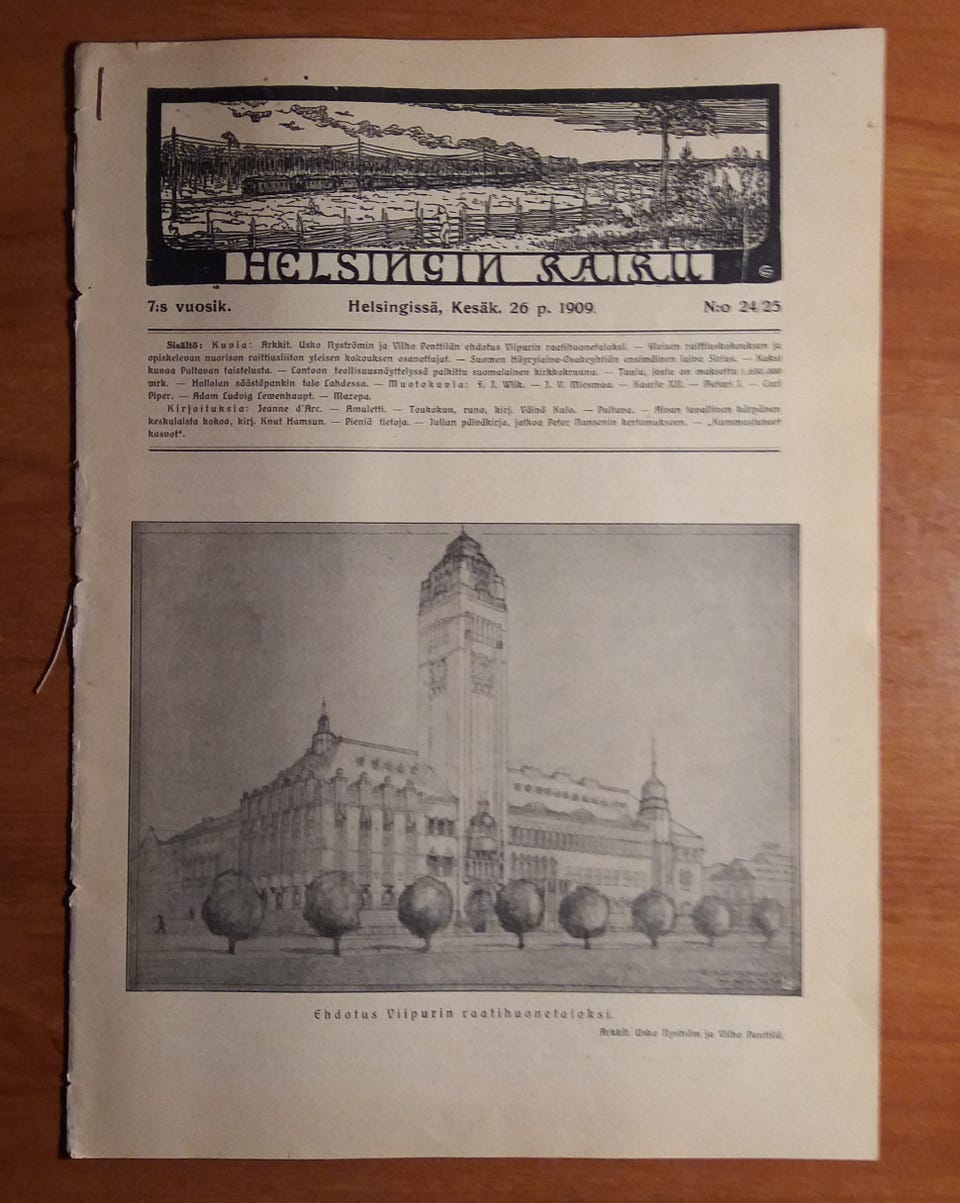 HELSINGIN KAIKU
7:s vuosik.
Helsingissä, Kesäk. 26 p. 1909.
N:o 24/25
Sisältö: Kuvia: Arkkit. Usko Nyströmin ja Vilho Penttilän ehdotus Viipurin raatihuonetaloksi. — Yleisen raittiuskokouksen ja
opiskelevan nuorison raittiusliiton yleisen kokouksen osanottajat. — Suomen Höyrylaiva-Osakeyhtiön ensimäinen laiva Sirius. — Kaksi
kuvaa Pultavan taistelusta. — Lontoon teollisuusnäyttelyssä palkittu suomalainen kirkkokruunu. — Taulu, josta on maksettu 1,550,000
mrk. — Hollolan säästöpankin talo Lahdessa. — Muotokuvia: F. J. Wiik. — J. V. Miesmaa. — Kaarle XII. — Pietari I. — Carl
Piper. — Adam Ludvig Lewenhaupt. — Mazepa.
Kirjoituksia: Jeanne d'Arc. — Amuletti. — Toukokuu, runo, kirj. Väinö Kulo. — Pultava. — Aivan tavallinen kärpänen
keskulaista kokoa, kirj. Knut Hamsun. — Pieniä tietoja. — Julian päiväkirja, jatkoa Peter Nansenin kertomukseen. — „Kummastuneet
kasvot".
Ehdotus Viipurin raatihuonetaloksi.
Arkkit. Usko Nyström ja Vilho Penttilä.